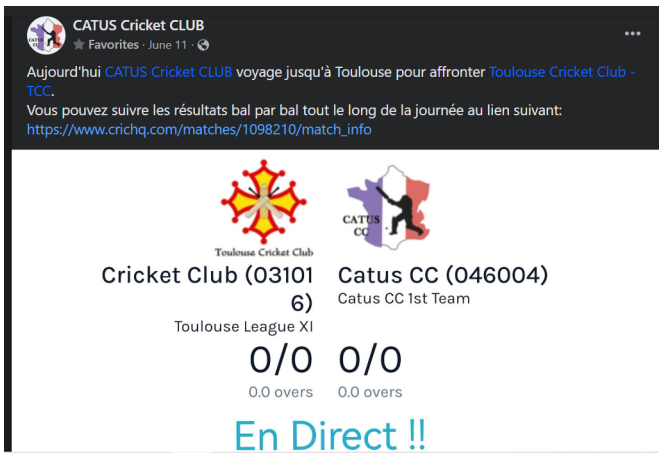 CATUS Cricket CLUB
Favorites · June 11 ·
Aujourd'hui CATUS Cricket CLUB voyage jusqu'à Toulouse pour affronter Toulouse Cricket Club -
TCC.
Vous pouvez suivre les résultats bal par bal tout le long de la journée au lien suivant:
https://www.crichq.com/matches/1098210/match_info
Toulouse Cricket Club
CATUS
CC
Cricket Club (03101
6)
Toulouse League XI
Catus CC (046004)
Catus CC 1st Team
0/0 0/0
0.0 overs 0.0 overs
En Direct !!